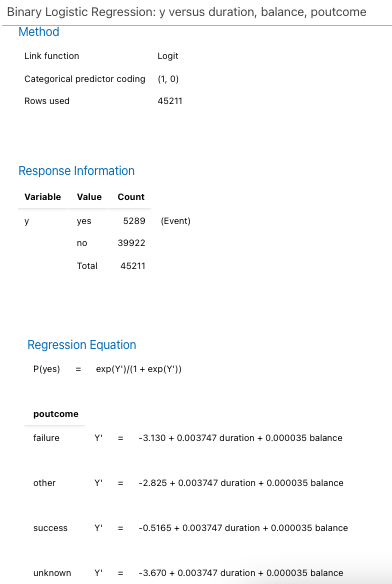 Binary Logistic Regression: y versus duration, balance, poutcome
Method
Link function Logit
Categorical predictor coding (1, 0)
Rows used 45211
Response Information
Variable Value Count
y yes 5289 (Event)
no 39922
Total 45211
Regression Equation
P(yes) = exp(Y')/(1 + exp(Y'))
poutcome
failure Y' = -3.130 + 0.003747 duration + 0.000035 balance
other Y' = -2.825 + 0.003747 duration + 0.000035 balance
success Y' = -0.5165 + 0.003747 duration + 0.000035 balance
unknown Y' = -3.670 + 0.003747 duration + 0.000035 balance